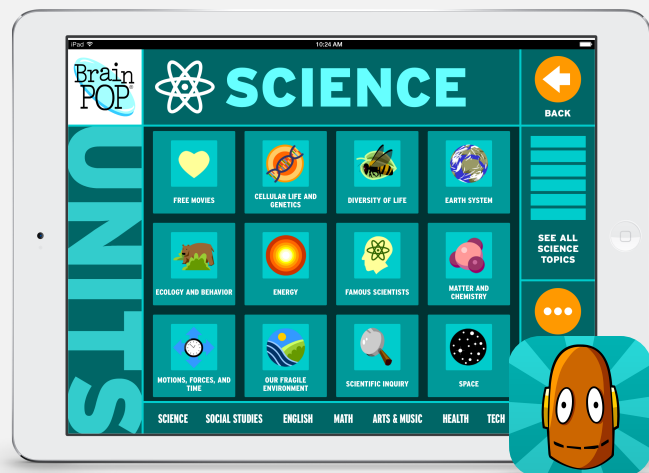 iPad
10:24 AM
Brain
POP®
SCIENCE
BACK
UNITS
FREE MOVIES
CELLULAR LIFE AND
GENETICS
DIVERSITY OF LIFE
EARTH SYSTEM
SEE ALL
SCIENCE
TOPICS
ECOLOGY AND BEHAVIOR
ENERGY
FAMOUS SCIENTISTS
MATTER AND
CHEMISTRY
MOTIONS, FORCES, AND
TIME
OUR FRAGILE
ENVIRONMENT
SCIENTIFIC INQUIRY
SPACE
SCIENCE SOCIAL STUDIES ENGLISH MATH ARTS & MUSIC HEALTH TECH